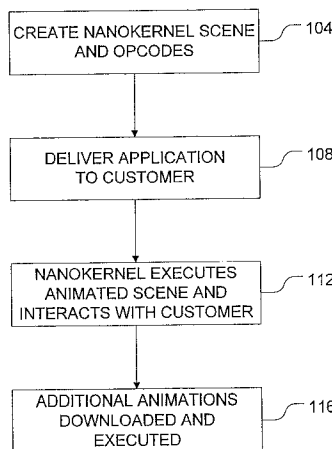 CREATE NANOKERNEL SCENE
AND OPCODES
104
DELIVER APPLICATION
TO CUSTOMER
108
NANOKERNEL EXECUTES
ANIMATED SCENE AND
INTERACTS WITH CUSTOMER
112
ADDITIONAL ANIMATIONS
DOWNLOADED AND
EXECUTED
116